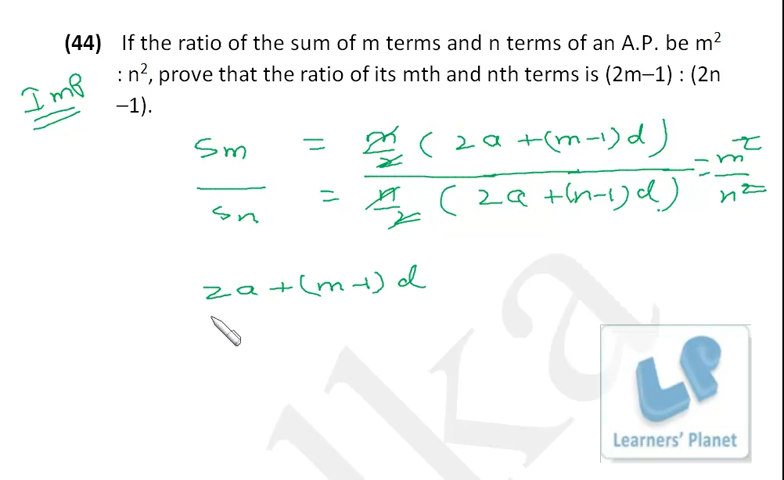 (44) If the ratio of the sum of m terms and n terms of an A.P. be m²
: n², prove that the ratio of its mth and nth terms is (2m–1) : (2n
–1).
Imp
Sm = m/2 ( 2a +(m-1)d ) = m²
Sn = n/2 ( 2a +(n-1)d ) n²
2a +(m-1) d
lka
LP
Learners' Planet